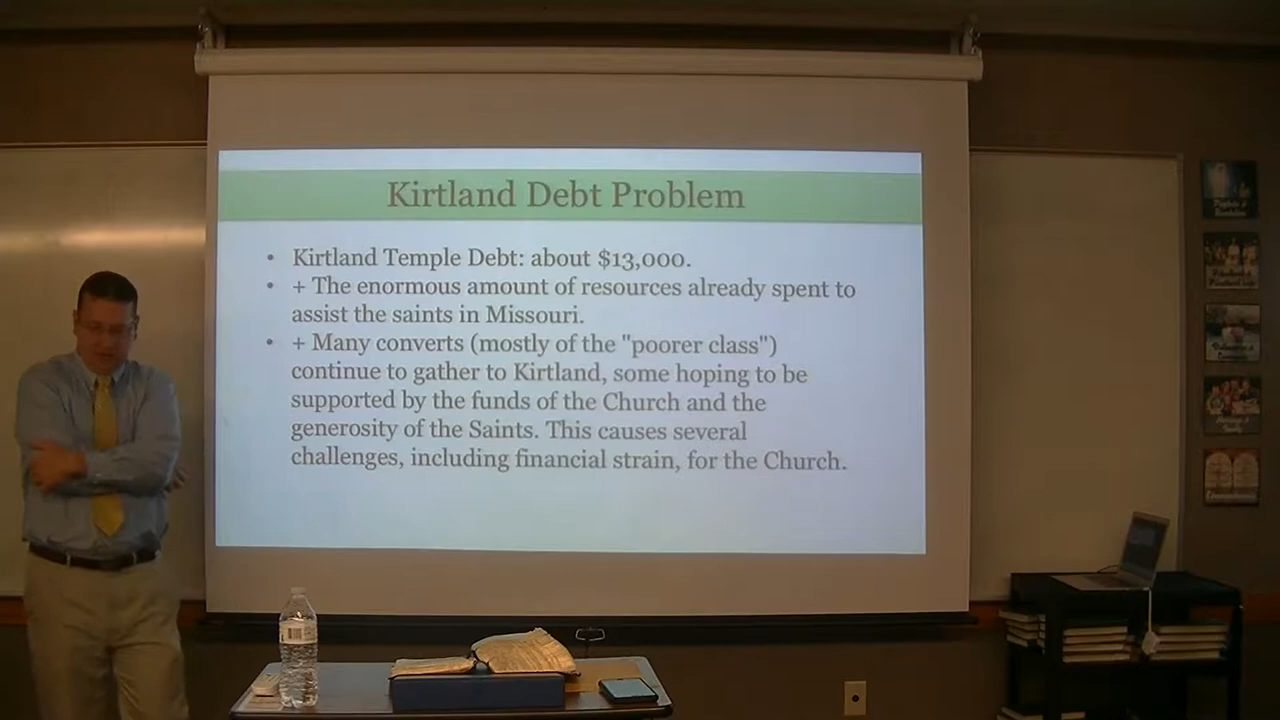 Kirtland Debt Problem
• Kirtland Temple Debt: about $13,000.
• + The enormous amount of resources already spent to
assist the saints in Missouri.
• + Many converts (mostly of the "poorer class")
continue to gather to Kirtland, some hoping to be
supported by the funds of the Church and the
generosity of the Saints. This causes several
challenges, including financial strain, for the Church.